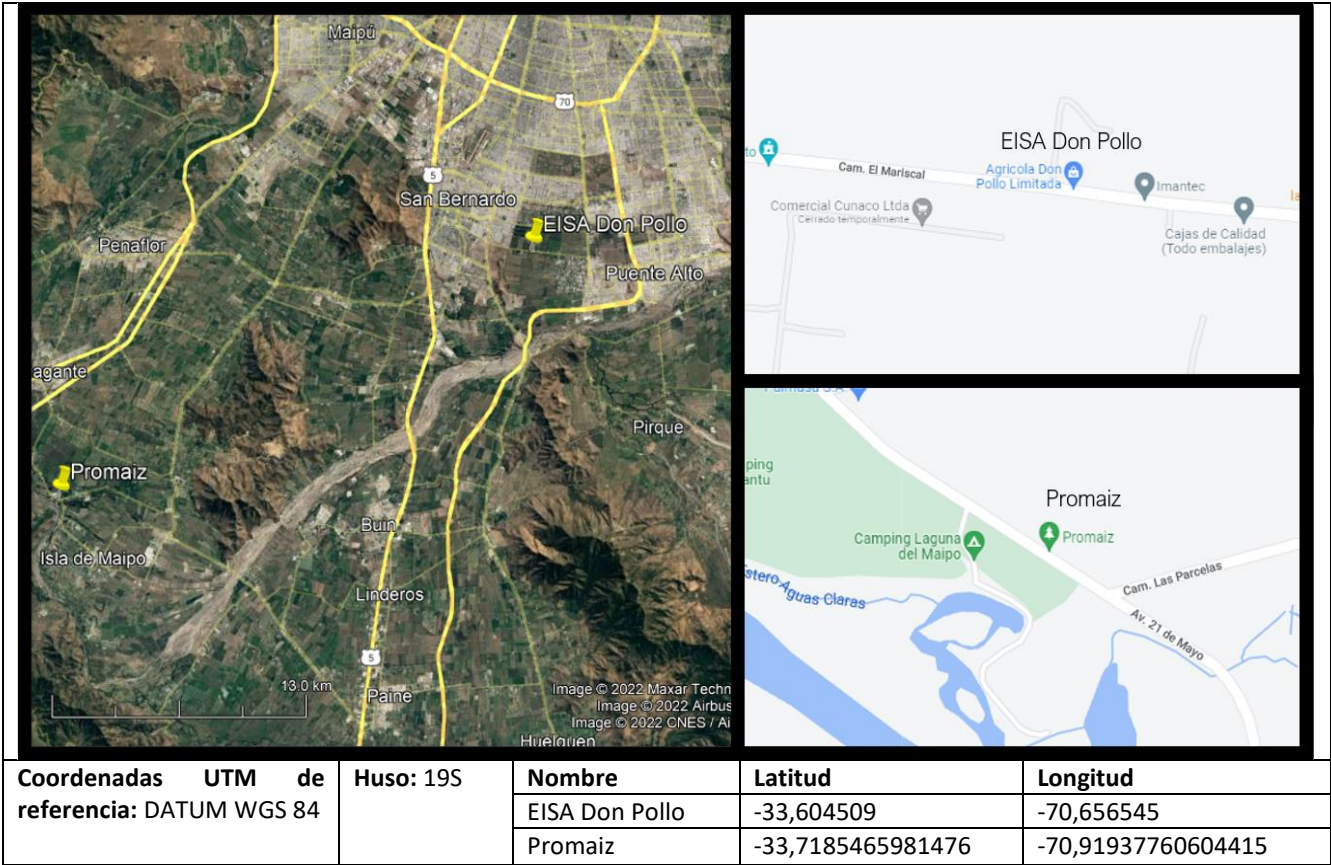 Maipú
70
5
San Bernardo
EISA Don Pollo
Penaflor
Puente Alto
agante
Pirque
Promaiz
Buin
Isla de Maipo
Linderos
5
13.0 km
Paine
Image © 2022 Maxar Techn
Image © 2022 Airbus
Image © 2022 CNES / Ai
Huelquen
EISA Don Pollo
to
Cam. El Mariscal
Agricola Don
Pollo Limitada
Imantec
la
Comercial Cunaco Ltda
Cerrado temporalmente
Cajas de Calidad
(Todo embalajes)
ping
antu
Promaiz
Camping Laguna
del Maipo
Promaiz
Estero Aguas Claras
Cam. Las Parcelas
Av. 21 de Mayo
Coordenadas UTM de
referencia: DATUM WGS 84
Huso: 19S
Nombre Latitud Longitud
EISA Don Pollo -33,604509 -70,656545
Promaiz -33,7185465981476 -70,91937760604415